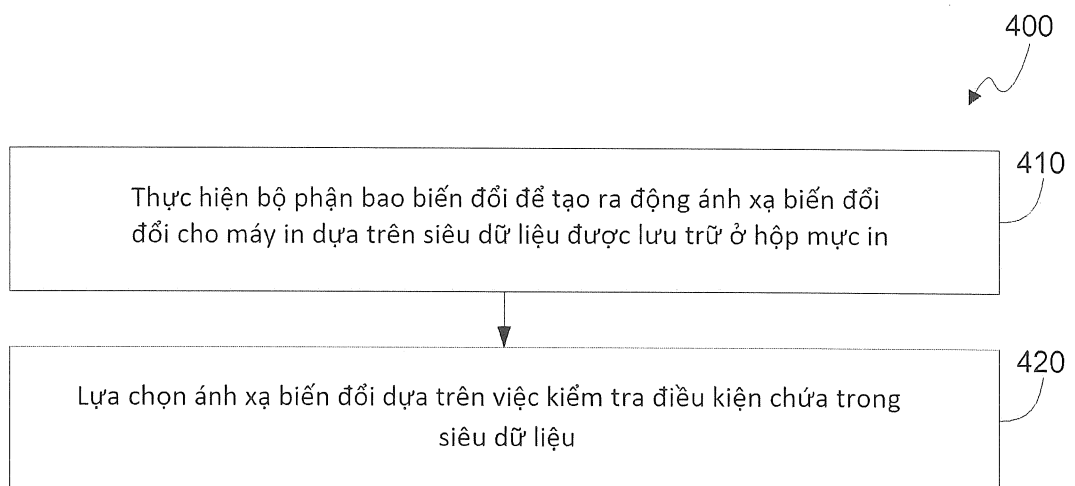 400
410
Thực hiện bộ phận bao biến đổi để tạo ra động ánh xạ biến đổi
đổi cho máy in dựa trên siêu dữ liệu được lưu trữ ở hộp mực in
420
Lựa chọn ánh xạ biến đổi dựa trên việc kiểm tra điều kiện chứa trong
siêu dữ liệu